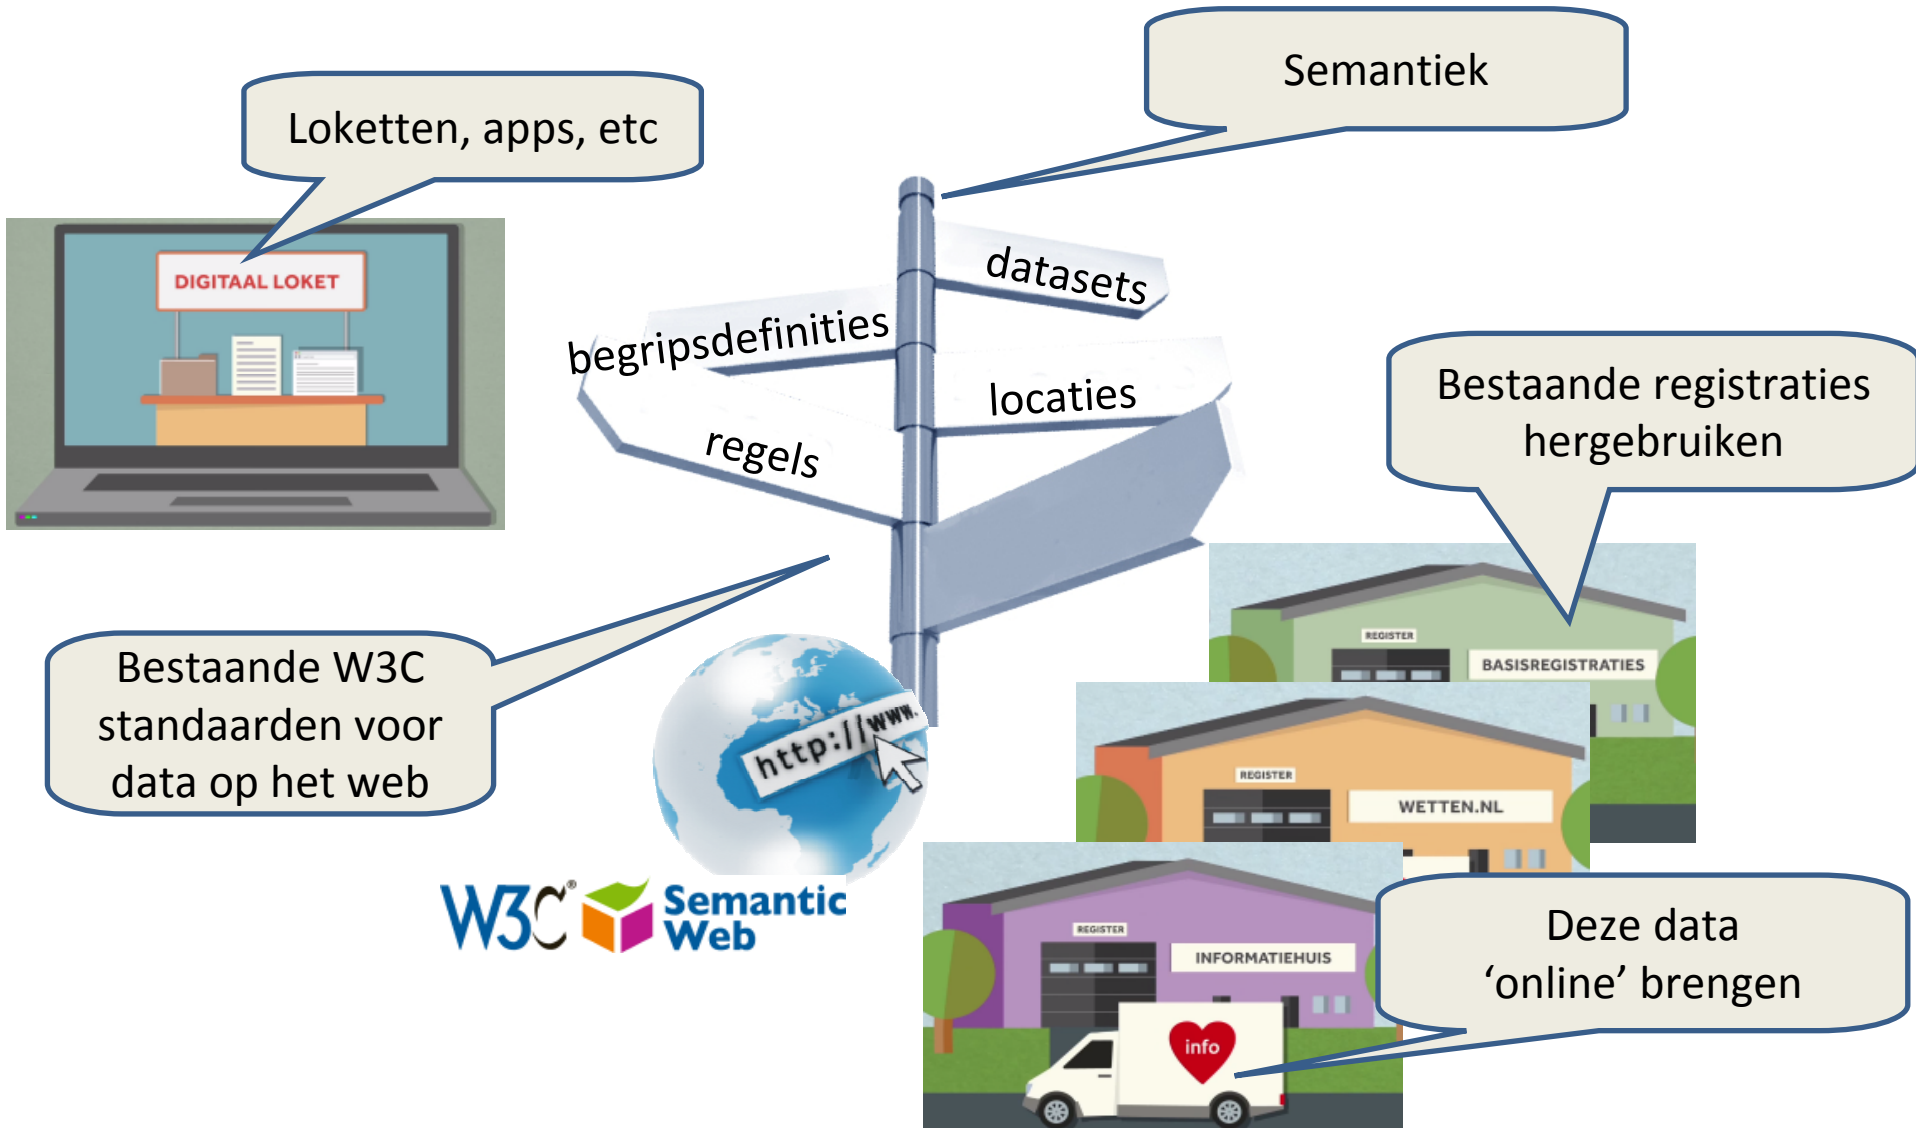 Semantiek
Loketten, apps, etc
DIGITAAL LOKET
datasets
begripsdefinities
locaties
regels
Bestaande registraties
hergebruiken
Bestaande W3C
standaarden voor
data op het web
http://www.
W3C®
Semantic
Web
REGISTER
BASISREGISTRATIES
REGISTER
WETTEN.NL
REGISTER
INFORMATIEHUIS
info
Deze data
‘online’ brengen